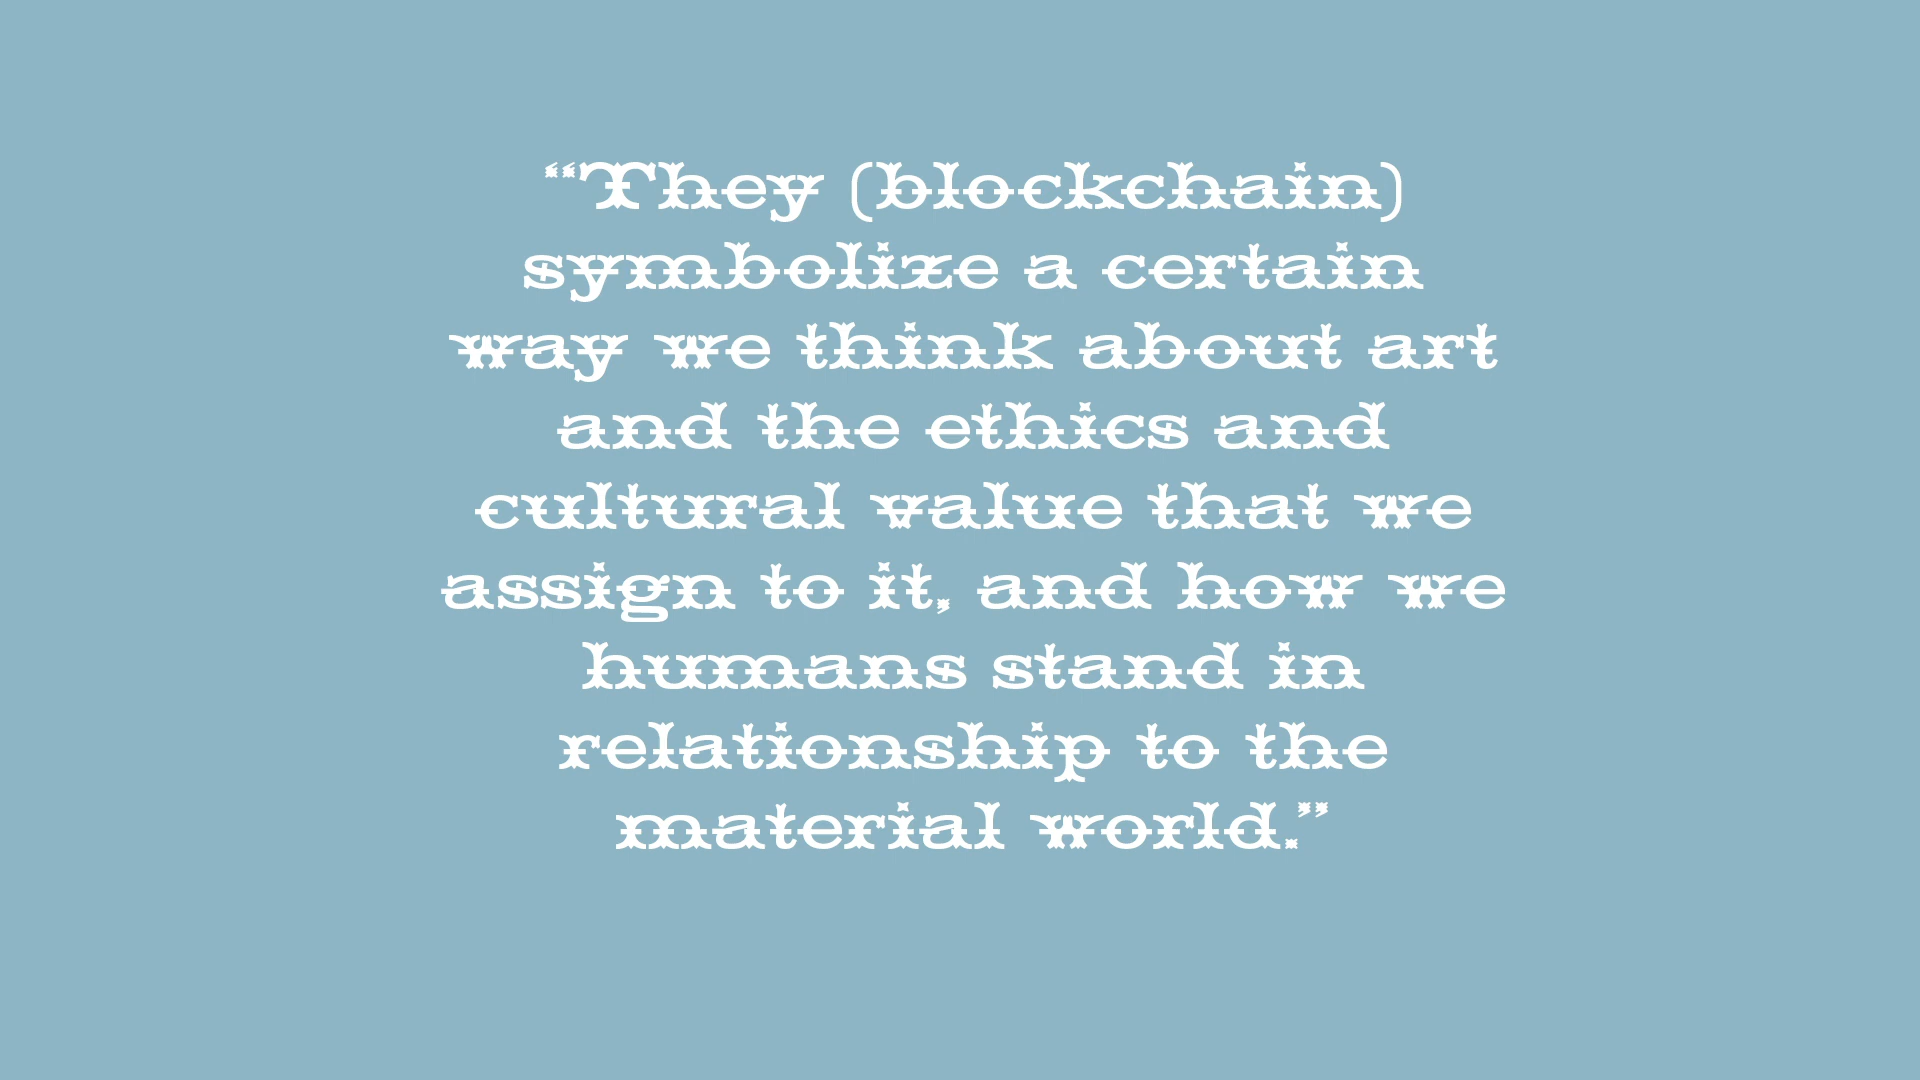 “They (blockchain)
symbolize a certain
way we think about art
and the ethics and
cultural value that we
assign to it, and how we
humans stand in
relationship to the
material world.”